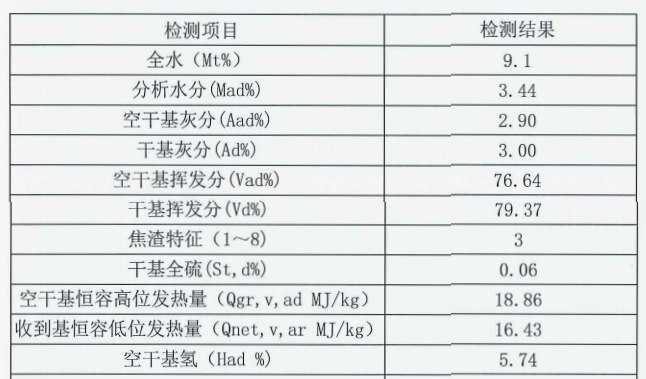 检测项目 检测结果
全水（Mt%） 9.1
分析水分(Mad%) 3.44
空干基灰分(Aad%) 2.90
干基灰分(Ad%) 3.00
空干基挥发分(Vad%) 76.64
干基挥发分(Vd%) 79.37
焦渣特征（1～8) 3
干基全硫(St,d%) 0.06
空干基恒容高位发热量（Qgr,v,ad MJ/kg） 18.86
收到基恒容低位发热量（Qnet,v,ar MJ/kg） 16.43
空干基氢（Had %) 5.74